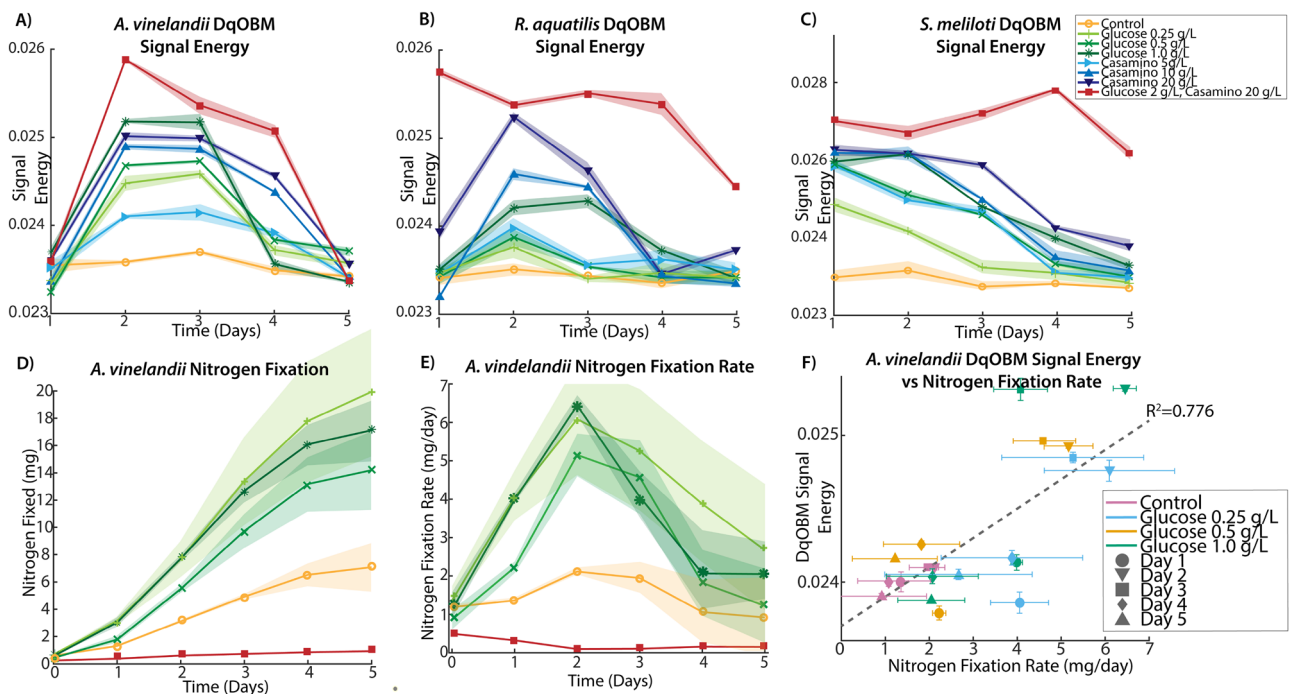 A)
A. vinelandii DqOBM
Signal Energy
0.026
0.025
0.024
0.023
Signal
Energy
1
2
3
4
5
Time (Days)
B)
R. aquatilis DqOBM
Signal Energy
0.026
0.025
0.024
0.023
Signal
Energy
1
2
3
4
5
Time (Days)
C)
S. meliloti DqOBM
Signal Energy
0.028
0.026
0.024
0.023
Signal
Energy
1
2
3
4
5
Time (Days)
Control
Glucose 0.25 g/L
Glucose 0.5 g/L
Glucose 1.0 g/L
Casamino 5g/L
Casamino 10 g/L
Casamino 20 g/L
Glucose 2 g/L, Casamino 20 g/L
D)
A. vinelandii Nitrogen Fixation
20
18
16
14
12
10
8
6
4
2
0
Nitrogen Fixed (mg)
0
1
2
3
4
5
Time (Days)
E)
A. vindelandii Nitrogen Fixation Rate
7
6
5
4
3
2
1
0
Nitrogen Fixation Rate (mg/day)
0
1
2
3
4
5
Time (Days)
F)
A. vinelandii DqOBM Signal Energy
vs Nitrogen Fixation Rate
R²=0.776
0.025
0.024
DqOBM Signal
Energy
0
1
2
3
4
5
6
7
Nitrogen Fixation Rate (mg/day)
Control
Glucose 0.25 g/L
Glucose 0.5 g/L
Glucose 1.0 g/L
Day 1
Day 2
Day 3
Day 4
Day 5